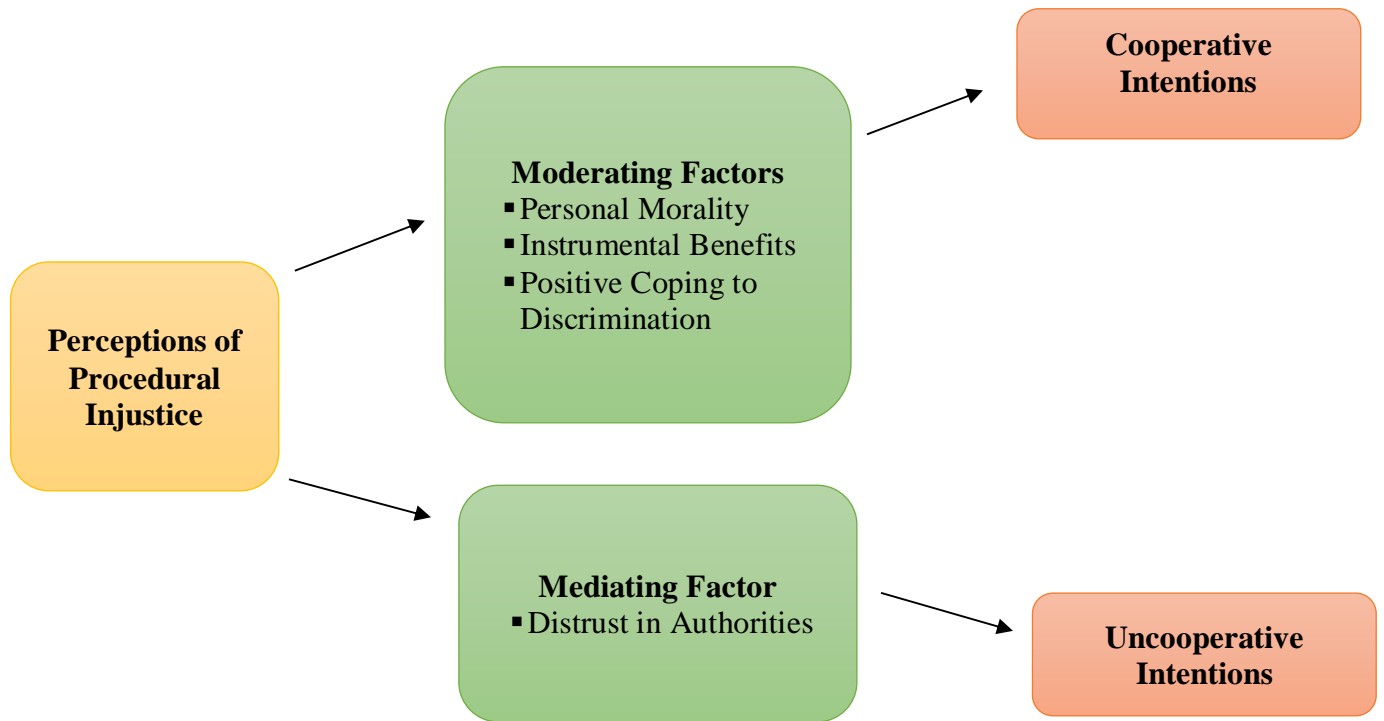 Cooperative
Intentions
Moderating Factors
▪Personal Morality
▪Instrumental Benefits
▪Positive Coping to
Discrimination
Perceptions of
Procedural
Injustice
Mediating Factor
▪Distrust in Authorities
Uncooperative
Intentions